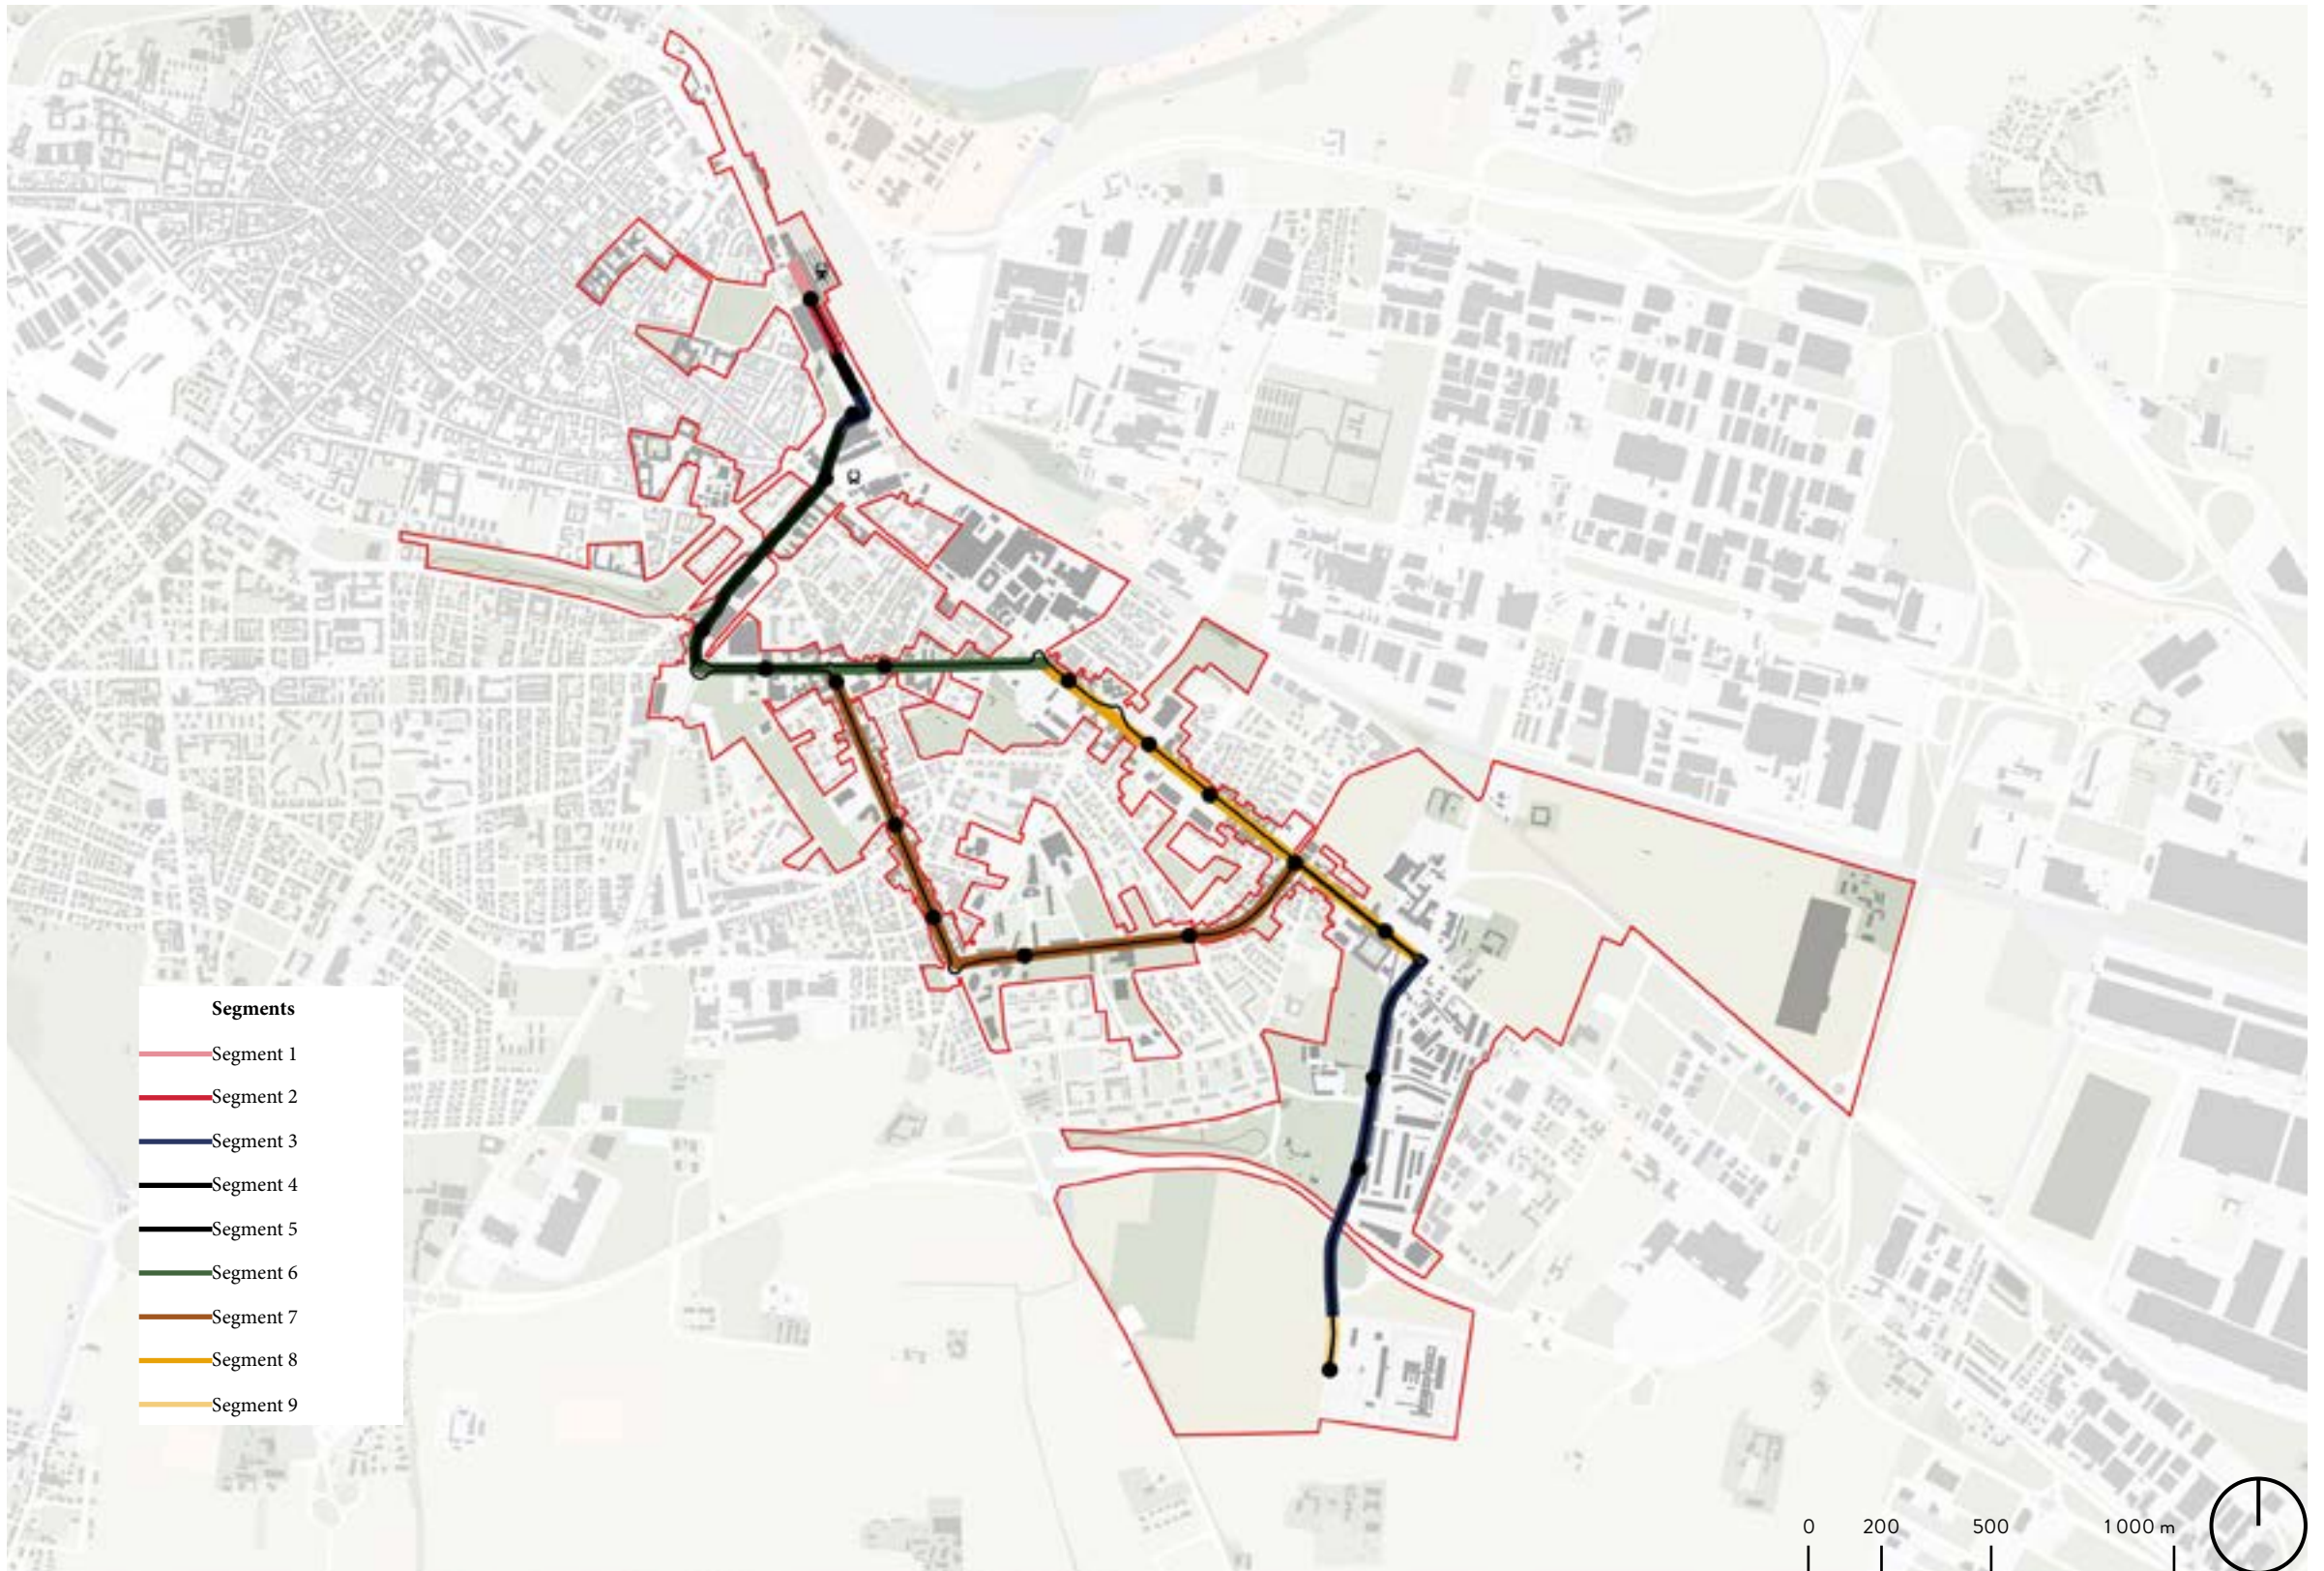 Segments
Segment 1
Segment 2
Segment 3
Segment 4
Segment 5
Segment 6
Segment 7
Segment 8
Segment 9
0 200 500 1 000 m